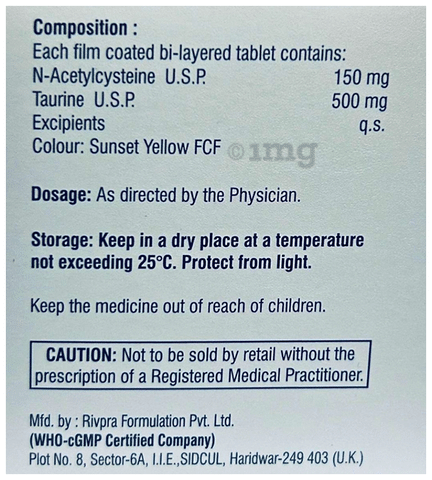 Composition :
Each film coated bi-layered tablet contains:
N-Acetylcysteine U.S.P. 150 mg
Taurine U.S.P. 500 mg
Excipients q.s.
Colour: Sunset Yellow FCF
©1mg
Dosage: As directed by the Physician.
Storage: Keep in a dry place at a temperature
not exceeding 25°C. Protect from light.
Keep the medicine out of reach of children.
CAUTION: Not to be sold by retail without the
prescription of a Registered Medical Practitioner.
Mfd. by : Rivpra Formulation Pvt. Ltd.
(WHO-cGMP Certified Company)
Plot No. 8, Sector-6A, I.I.E.,SIDCUL, Haridwar-249 403 (U.K.)